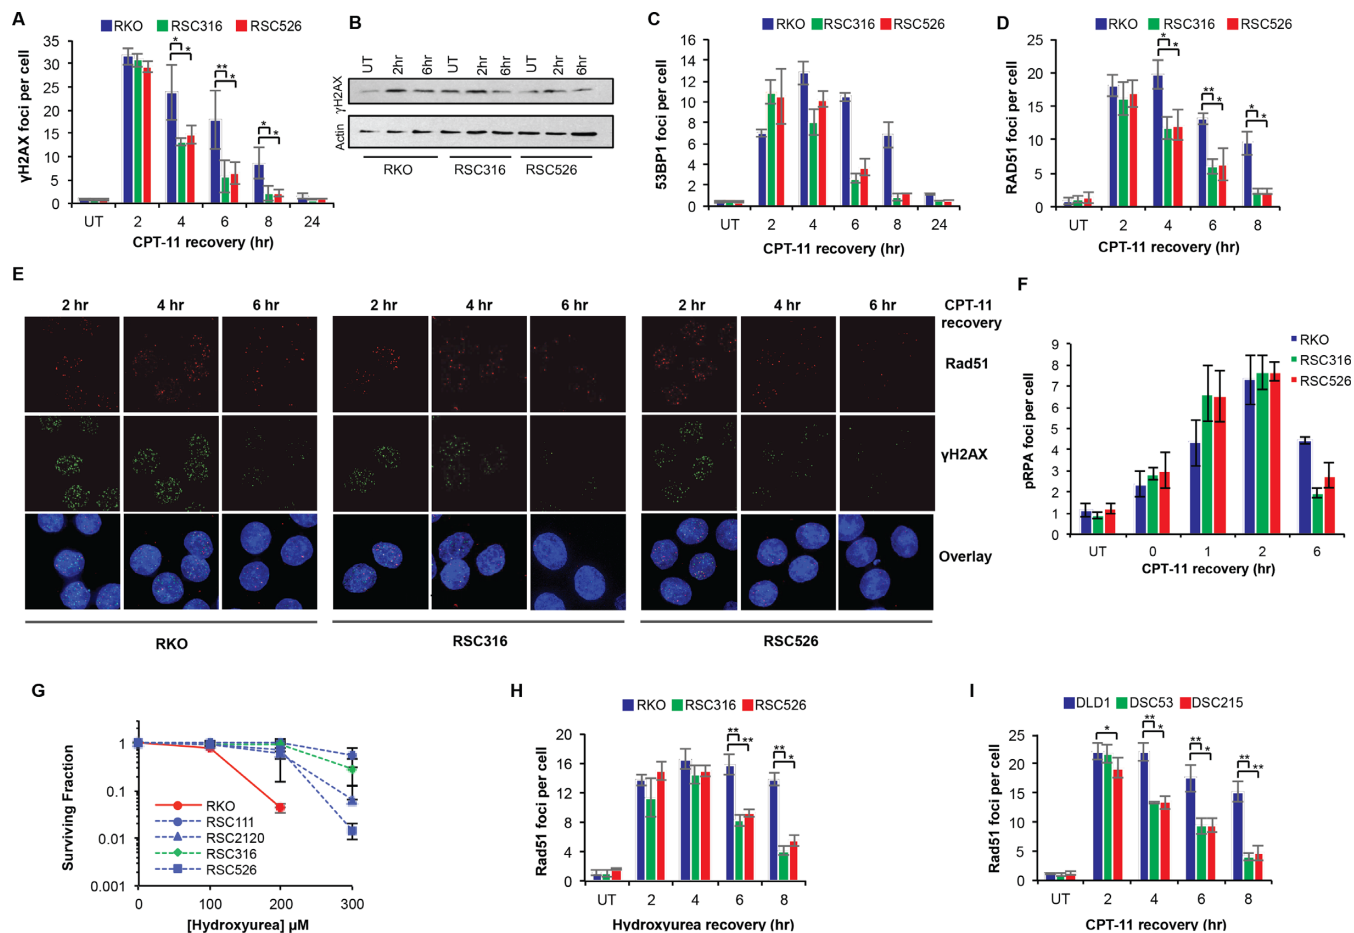 A
RKO RSC316 RSC526
γH2AX foci per cell
35
30
25
20
15
10
5
0
* *
** *
* *
UT 2 4 6 8 24
CPT-11 recovery (hr)
B
UT 2hr 6hr UT 2hr 6hr UT 2hr 6hr
γH2AX
Actin
RKO RSC316 RSC526
C
RKO RSC316 RSC526
53BP1 foci per cell
16
14
12
10
8
6
4
2
0
UT 2 4 6 8 24
CPT-11 recovery (hr)
D
RKO RSC316 RSC526
RAD51 foci per cell
25
20
15
10
5
0
* *
** *
* *
UT 2 4 6 8
CPT-11 recovery (hr)
E
2 hr 4 hr 6 hr 2 hr 4 hr 6 hr 2 hr 4 hr 6 hr
CPT-11
recovery
Rad51
γH2AX
Overlay
RKO RSC316 RSC526
F
RKO
RSC316
RSC526
pRPA foci per cell
9
8
7
6
5
4
3
2
1
0
UT 0 1 2 6
CPT-11 recovery (hr)
G
Surviving Fraction
1
0.1
0.01
0.001
RKO
RSC111
RSC2120
RSC316
RSC526
0 100 200 300
[Hydroxyurea] µM
H
RKO RSC316 RSC526
Rad51 foci per cell
20
16
12
8
4
0
** **
** *
UT 2 4 6 8
Hydroxyurea recovery (hr)
I
DLD1 DSC53 DSC215
Rad51 foci per cell
25
20
15
10
5
0
*
** *
** *
** **
UT 2 4 6 8
CPT-11 recovery (hr)